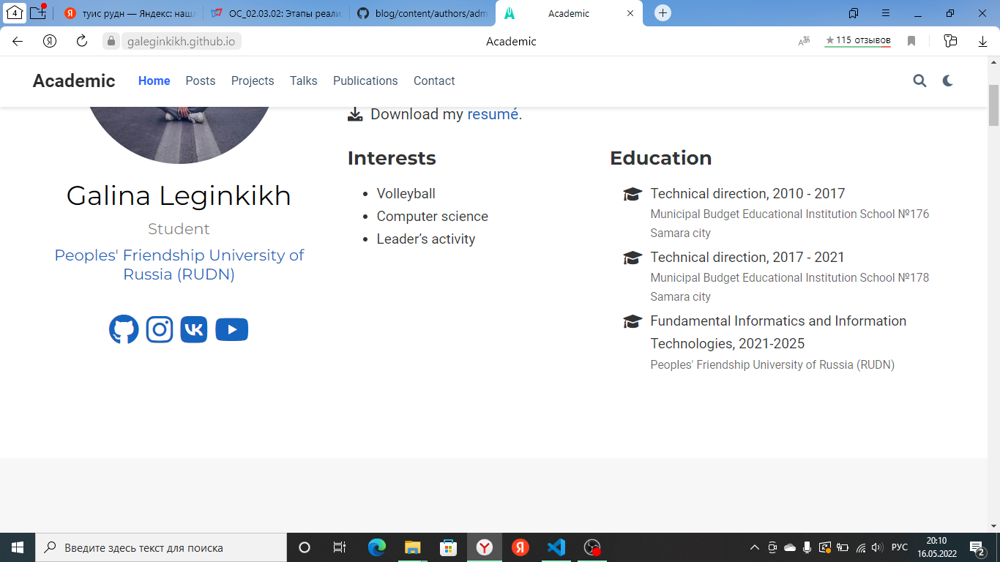 4
туис рудн — Яндекс: наш
ОС_02.03.02: Этапы реали
blog/content/authors/adm
Academic
galeginkikh.github.io
Academic
115 отзывов
Academic
Home
Posts
Projects
Talks
Publications
Contact
Download my resumé.
Interests
Volleyball
Computer science
Leader’s activity
Education
Technical direction, 2010 - 2017
Municipal Budget Educational Institution School №176
Samara city
Technical direction, 2017 - 2021
Municipal Budget Educational Institution School №178
Samara city
Fundamental Informatics and Information
Technologies, 2021-2025
Peoples' Friendship University of Russia (RUDN)
Galina Leginkikh
Student
Peoples' Friendship University of
Russia (RUDN)
Введите здесь текст для поиска
РУС
20:10
16.05.2022
2